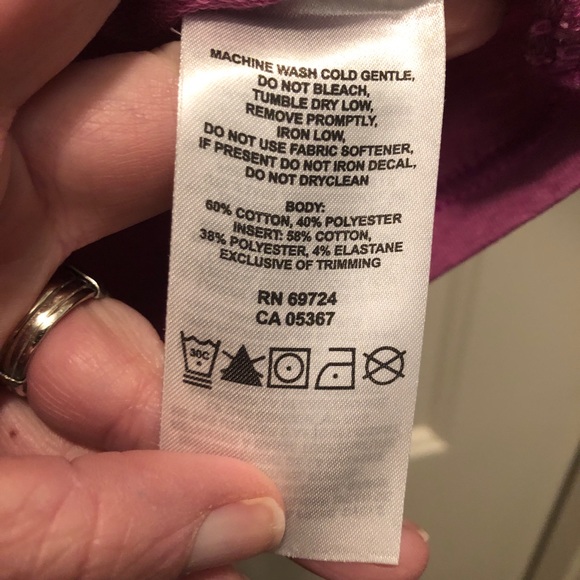 MACHINE WASH COLD GENTLE,
DO NOT BLEACH,
TUMBLE DRY LOW,
REMOVE PROMPTLY,
IRON LOW,
DO NOT USE FABRIC SOFTENER,
IF PRESENT DO NOT IRON DECAL,
DO NOT DRYCLEAN
BODY:
60% COTTON, 40% POLYESTER
INSERT: 58% COTTON,
38% POLYESTER, 4% ELASTANE
EXCLUSIVE OF TRIMMING
RN 69724
CA 05367
30C